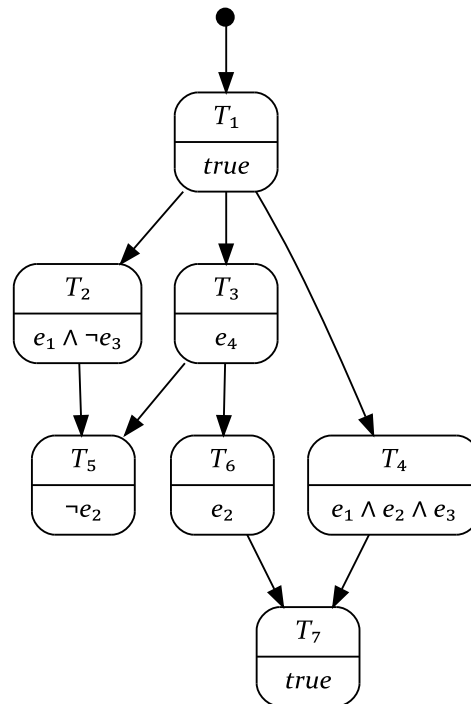 T₁
true
T₂
e₁ ∧ ¬e₃
T₃
e₄
T₅
¬e₂
T₆
e₂
T₄
e₁ ∧ e₂ ∧ e₃
T₇
true